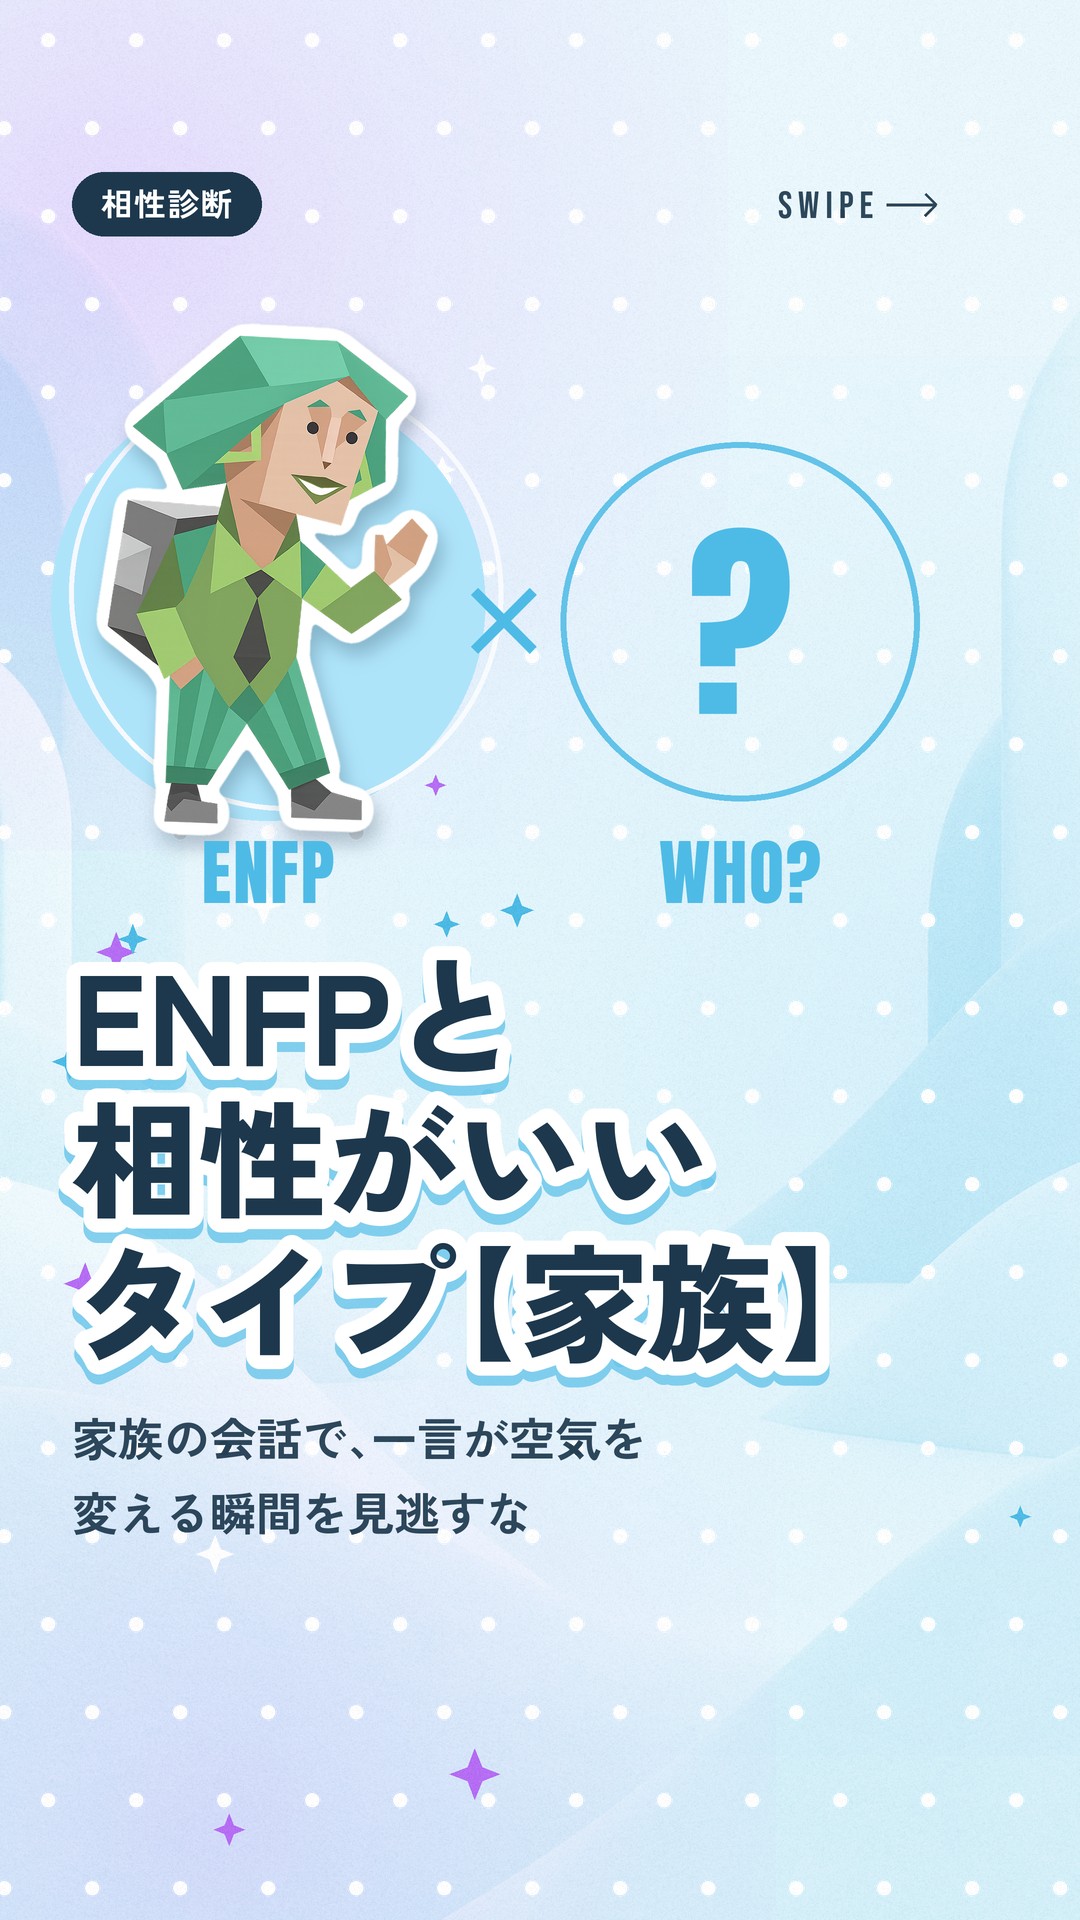 相性診断
SWIPE →
×
?
ENFP
WHO?
ENFPと
相性がいい
タイプ【家族】
家族の会話で、一言が空気を
変える瞬間を見逃すな